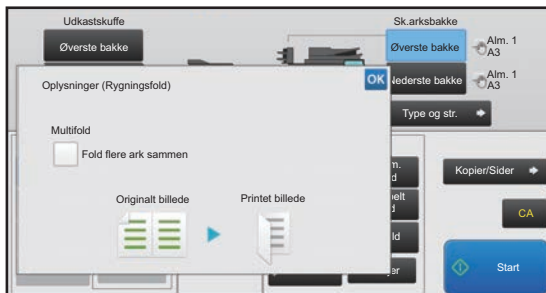 Udkastskuffe
Sk.arksbakke
Øverste bakke
Øverste bakke
Alm. 1
A3
Oplysninger (Rygningsfold)
OK
Nederste bakke
Alm. 1
A3
Type og str.
Multifold
Fold flere ark sammen
Kopier/Sider
Originalt billede
Printet billede
CA
Start